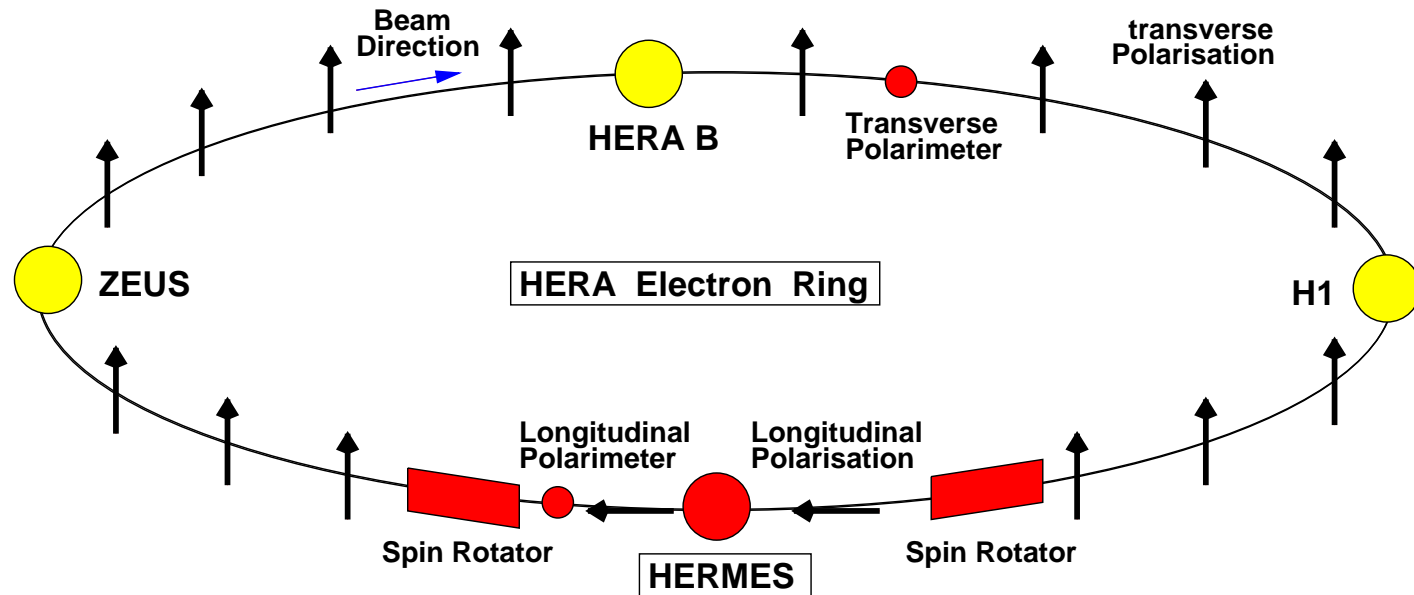 Beam
Direction
transverse
Polarisation
HERA B
Transverse
Polarimeter
ZEUS
HERA Electron Ring
H1
Longitudinal
Polarimeter
Longitudinal
Polarisation
Spin Rotator
Spin Rotator
HERMES